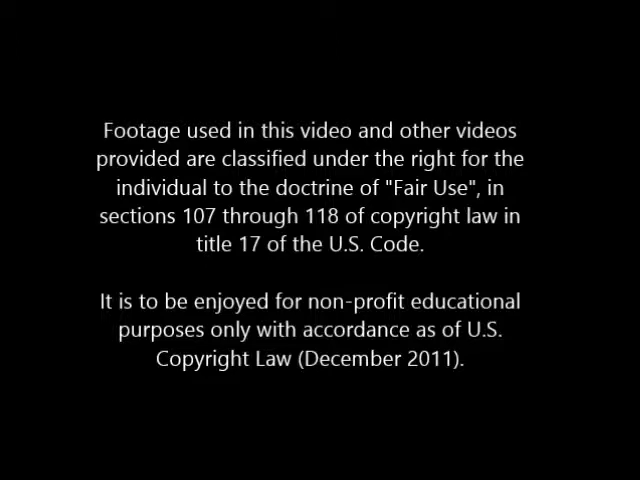 Footage used in this video and other videos
provided are classified under the right for the
individual to the doctrine of "Fair Use", in
sections 107 through 118 of copyright law in
title 17 of the U.S. Code.
It is to be enjoyed for non-profit educational
purposes only with accordance as of U.S.
Copyright Law (December 2011).